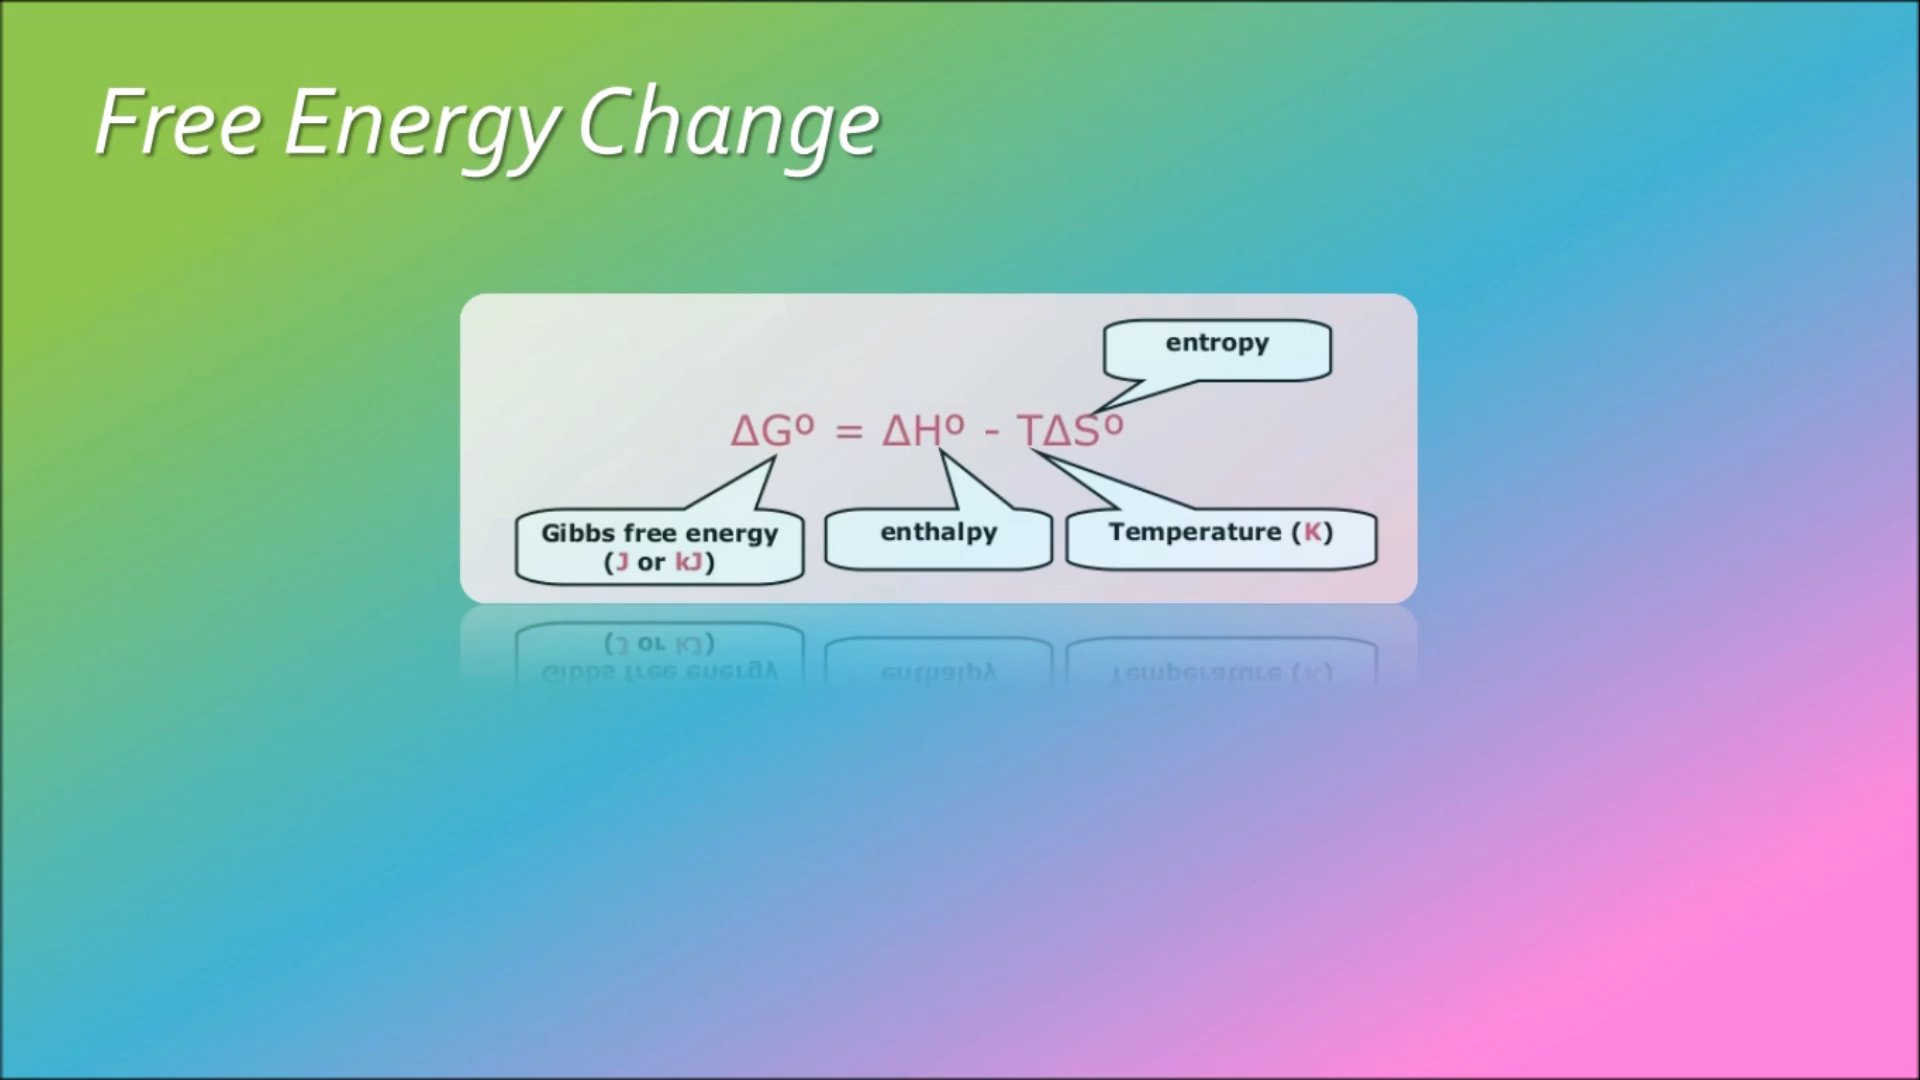 Free Energy Change
entropy
ΔGº = ΔHº - TΔSº
Gibbs free energy
(J or kJ)
enthalpy
Temperature (K)